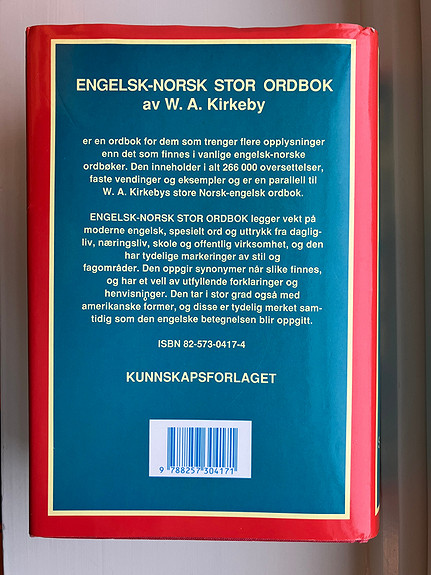 ENGELSK-NORSK STOR ORDBOK
av W. A. Kirkeby
er en ordbok for dem som trenger flere opplysninger
enn det som finnes i vanlige engelsk-norske
ordbøker. Den inneholder i alt 266 000 oversettelser,
faste vendinger og eksempler og er en parallell til
W. A. Kirkebys store Norsk-engelsk ordbok.
ENGELSK-NORSK STOR ORDBOK legger vekt på
moderne engelsk, spesielt ord og uttrykk fra daglig-
liv, næringsliv, skole og offentlig virksomhet, og den
har tydelige markeringer av stil og
fagområder. Den oppgir synonymer når slike finnes,
og har et vell av utfyllende forklaringer og
henvisninger. Den tar i stor grad også med
amerikanske former, og disse er tydelig merket sam-
tidig som den engelske betegnelsen blir oppgitt.
ISBN 82-573-0417-4
KUNNSKAPSFORLAGET
9 788257 304171